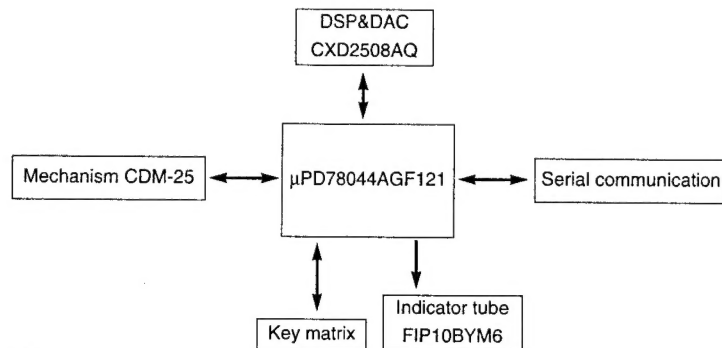 DSP&DAC
CXD2508AQ
Mechanism CDM-25
µPD78044AGF121
Serial communication
Key matrix
Indicator tube
FIP10BYM6